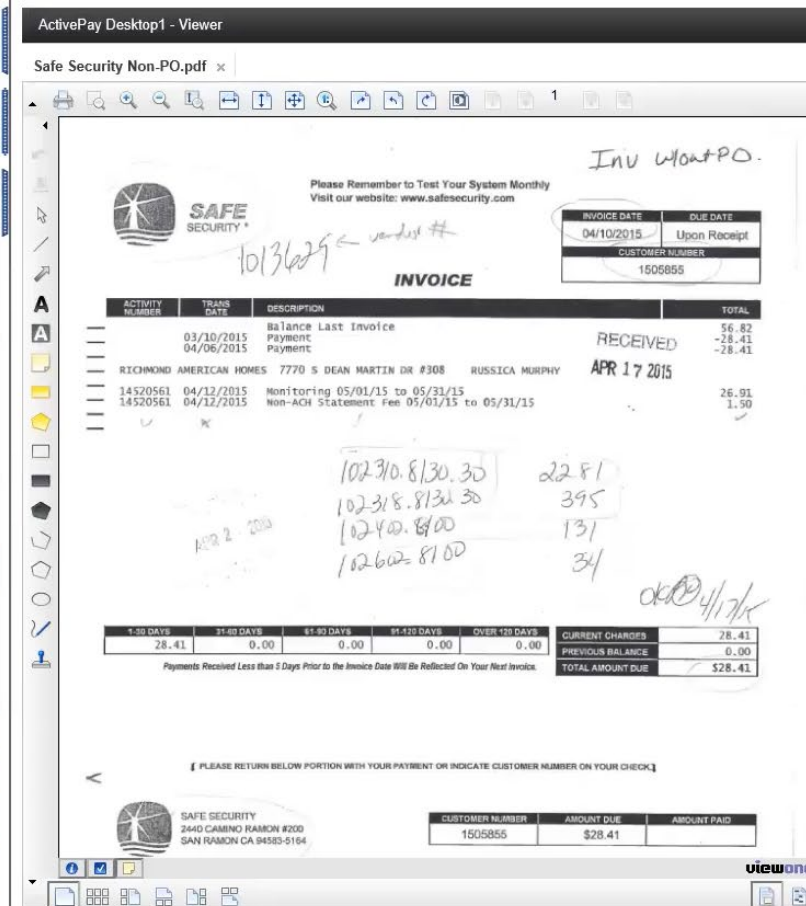 ActivePay Desktop1 - Viewer
Safe Security Non-PO.pdf ×
1
Inv w/out PO.
Please Remember to Test Your System Monthly
Visit our website: www.safesecurity.com
SAFE
SECURITY
INVOICE DATE DUE DATE
04/10/2015 Upon Receipt
CUSTOMER NUMBER
1505855
1013629 ← vendor #
INVOICE
ACTIVITY NUMBER TRANS DATE DESCRIPTION TOTAL
Balance Last Invoice 56.82
03/10/2015 Payment -28.41
04/06/2015 Payment -28.41
RECEIVED
APR 17 2015
RICHMOND AMERICAN HOMES 7770 S DEAN MARTIN DR #308 RUSSICA MURPHY
14520561 04/12/2015 Monitoring 05/01/15 to 05/31/15 26.91
14520561 04/12/2015 Non-ACH Statement Fee 05/01/15 to 05/31/15 1.50
102310.8130.30 22.81
102318.8130.30 395
102400.8100 131
102602.8100 34
APR 2
4/17/15
1-30 DAYS 31-60 DAYS 61-90 DAYS 91-120 DAYS OVER 120 DAYS
28.41 0.00 0.00 0.00 0.00
CURRENT CHARGES 28.41
PREVIOUS BALANCE 0.00
TOTAL AMOUNT DUE $28.41
Payments Received Less than 5 Days Prior to the Invoice Date Will Be Reflected On Your Next Invoice.
[ PLEASE RETURN BELOW PORTION WITH YOUR PAYMENT OR INDICATE CUSTOMER NUMBER ON YOUR CHECK ]
SAFE SECURITY
2440 CAMINO RAMON #200
SAN RAMON CA 94583-5164
CUSTOMER NUMBER AMOUNT DUE AMOUNT PAID
1505855 $28.41
viewone